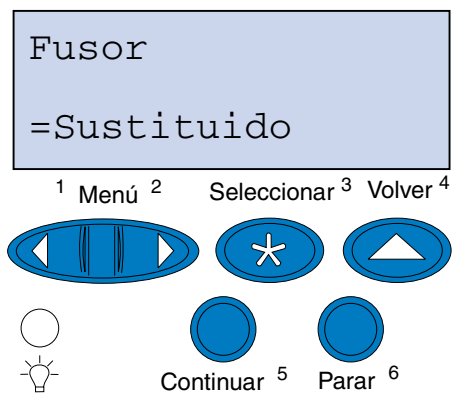 Fusor
=Sustituido
1 Menú 2 Seleccionar 3 Volver 4
Continuar 5 Parar 6